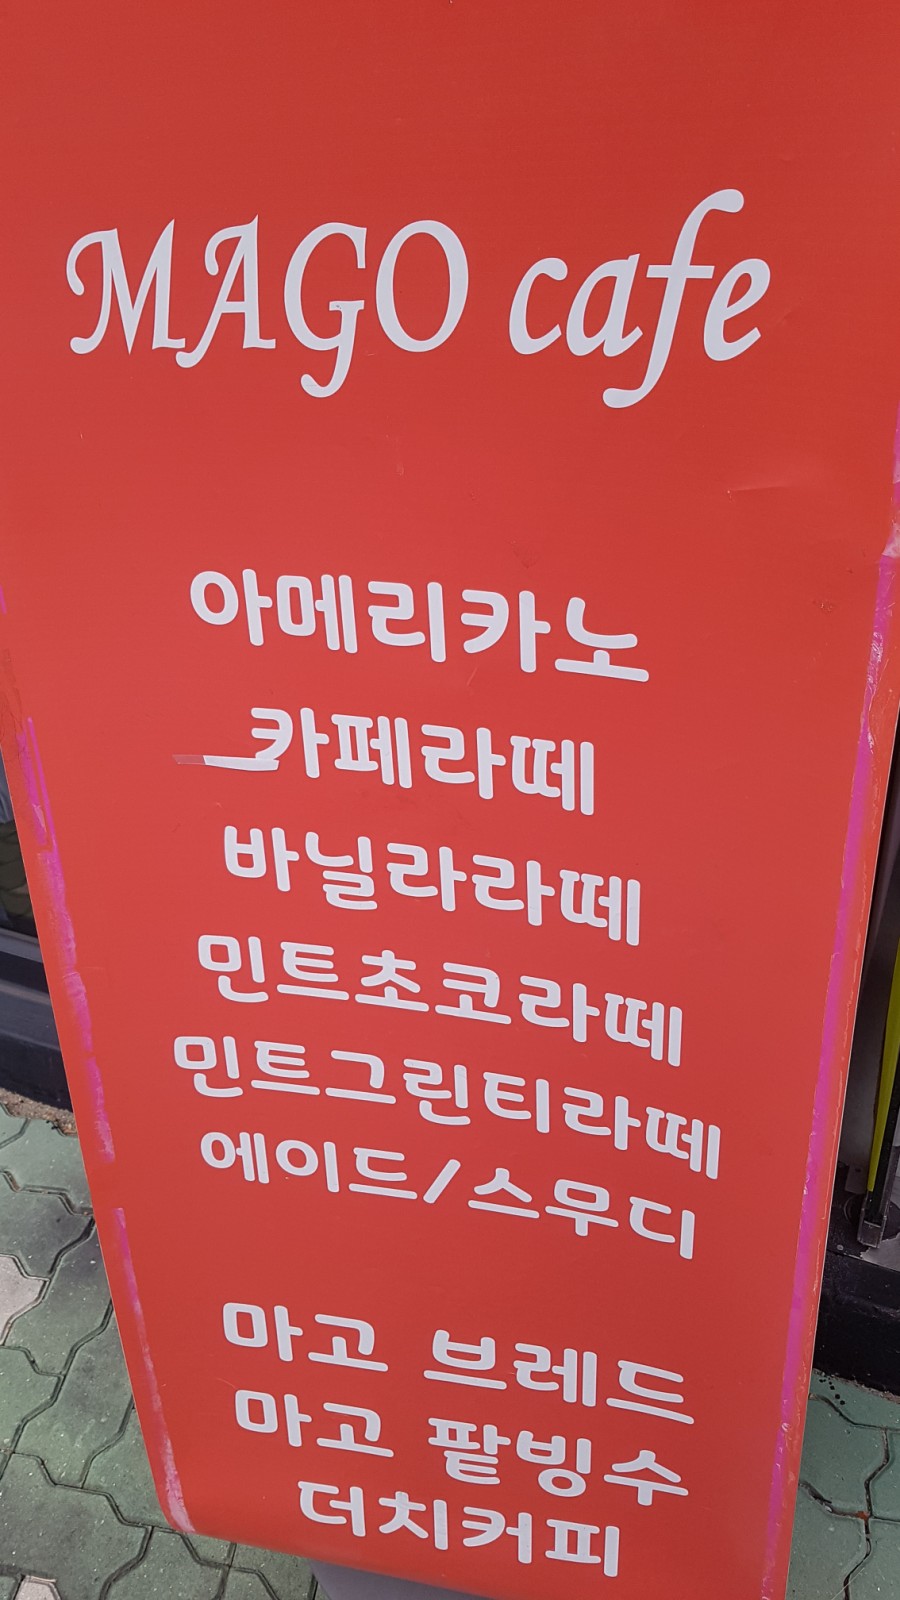 MAGO cafe
아메리카노
카페라떼
바닐라라떼
민트초코라떼
민트그린티라떼
에이드/스무디
마고 브레드
마고 팥빙수
더치커피